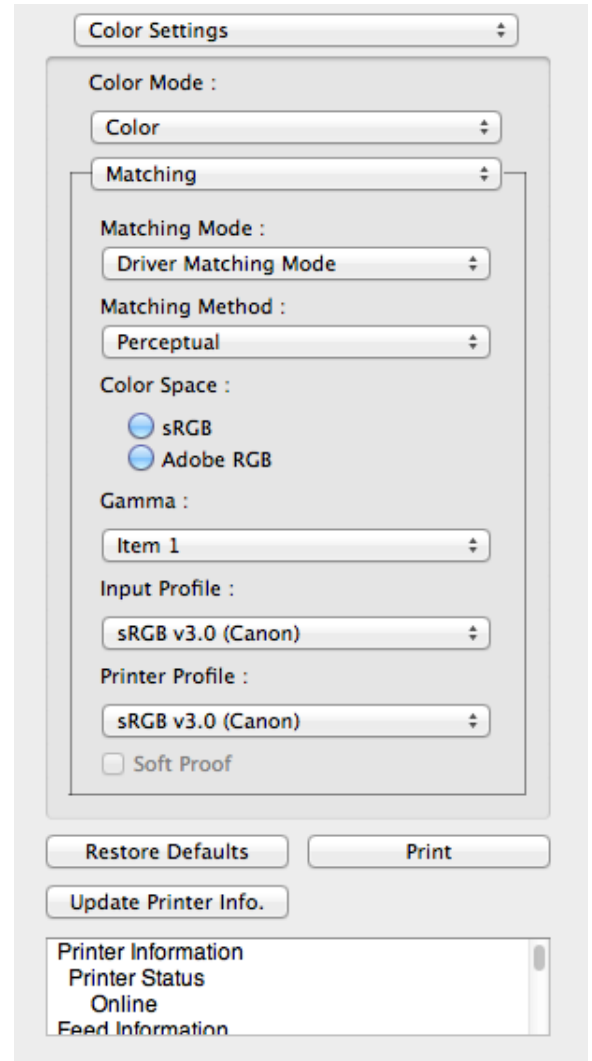 Color Settings
Color Mode :
Color
Matching
Matching Mode :
Driver Matching Mode
Matching Method :
Perceptual
Color Space :
sRGB
Adobe RGB
Gamma :
Item 1
Input Profile :
sRGB v3.0 (Canon)
Printer Profile :
sRGB v3.0 (Canon)
Soft Proof
Restore Defaults Print
Update Printer Info.
Printer Information
Printer Status
Online
Feed Information